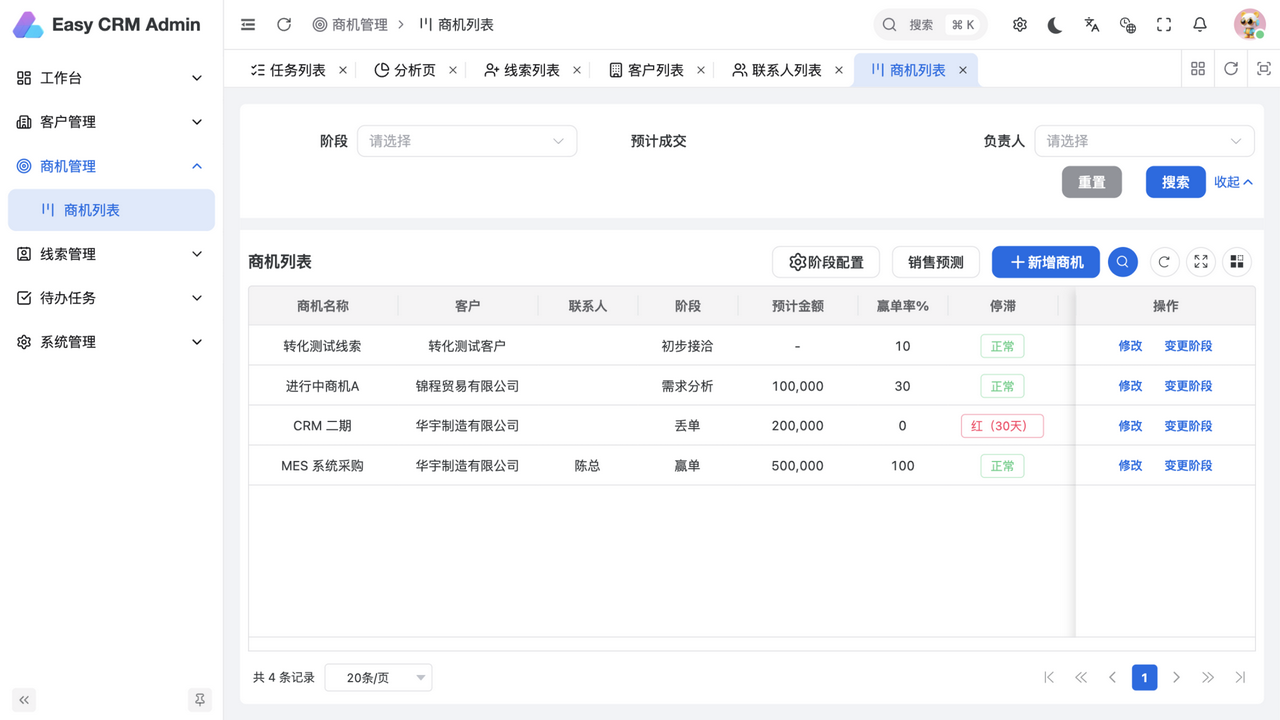 Easy CRM Admin
商机管理 > 商机列表
搜索 ⌘ K
工作台
客户管理
商机管理
商机列表
线索管理
待办任务
系统管理
任务列表 × 分析页 × 线索列表 × 客户列表 × 联系人列表 × 商机列表 ×
阶段 请选择 预计成交 负责人 请选择
重置 搜索 收起
商机列表 阶段配置 销售预测 新增商机
商机名称 客户 联系人 阶段 预计金额 赢单率% 停滞 操作
转化测试线索 转化测试客户 初步接洽 - 10 正常 修改 变更阶段
进行中商机A 锦程贸易有限公司 需求分析 100,000 30 正常 修改 变更阶段
CRM 二期 华宇制造有限公司 丢单 200,000 0 红（30天） 修改 变更阶段
MES 系统采购 华宇制造有限公司 陈总 赢单 500,000 100 正常 修改 变更阶段
共 4 条记录 20条/页 1